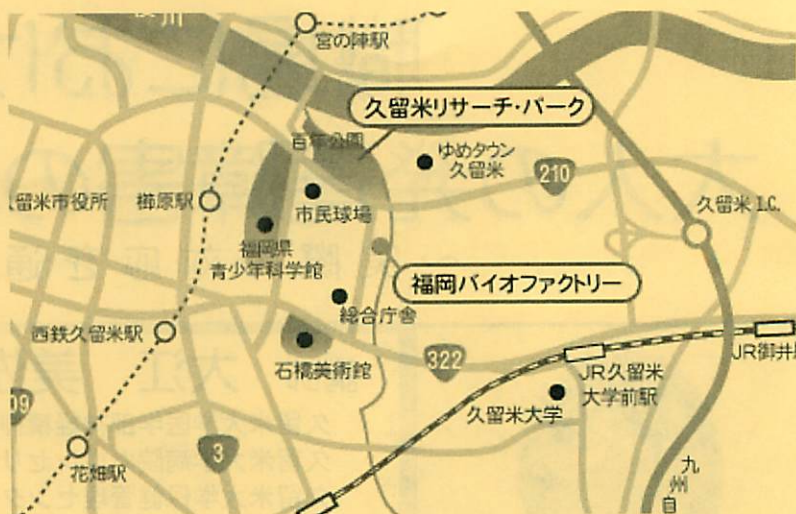 川
宮の陣駅
久留米リサーチ・パーク
百年公園
ゆめタウン
久留米
210
久留米市役所
櫛原駅
市民球場
久留米 I.C.
福岡県
青少年科学館
福岡バイオファクトリー
総合庁舎
西鉄久留米駅
石橋美術館
322
JR久留米
大学前駅
JR御井
久留米大学
3
花畑駅
九
州
自